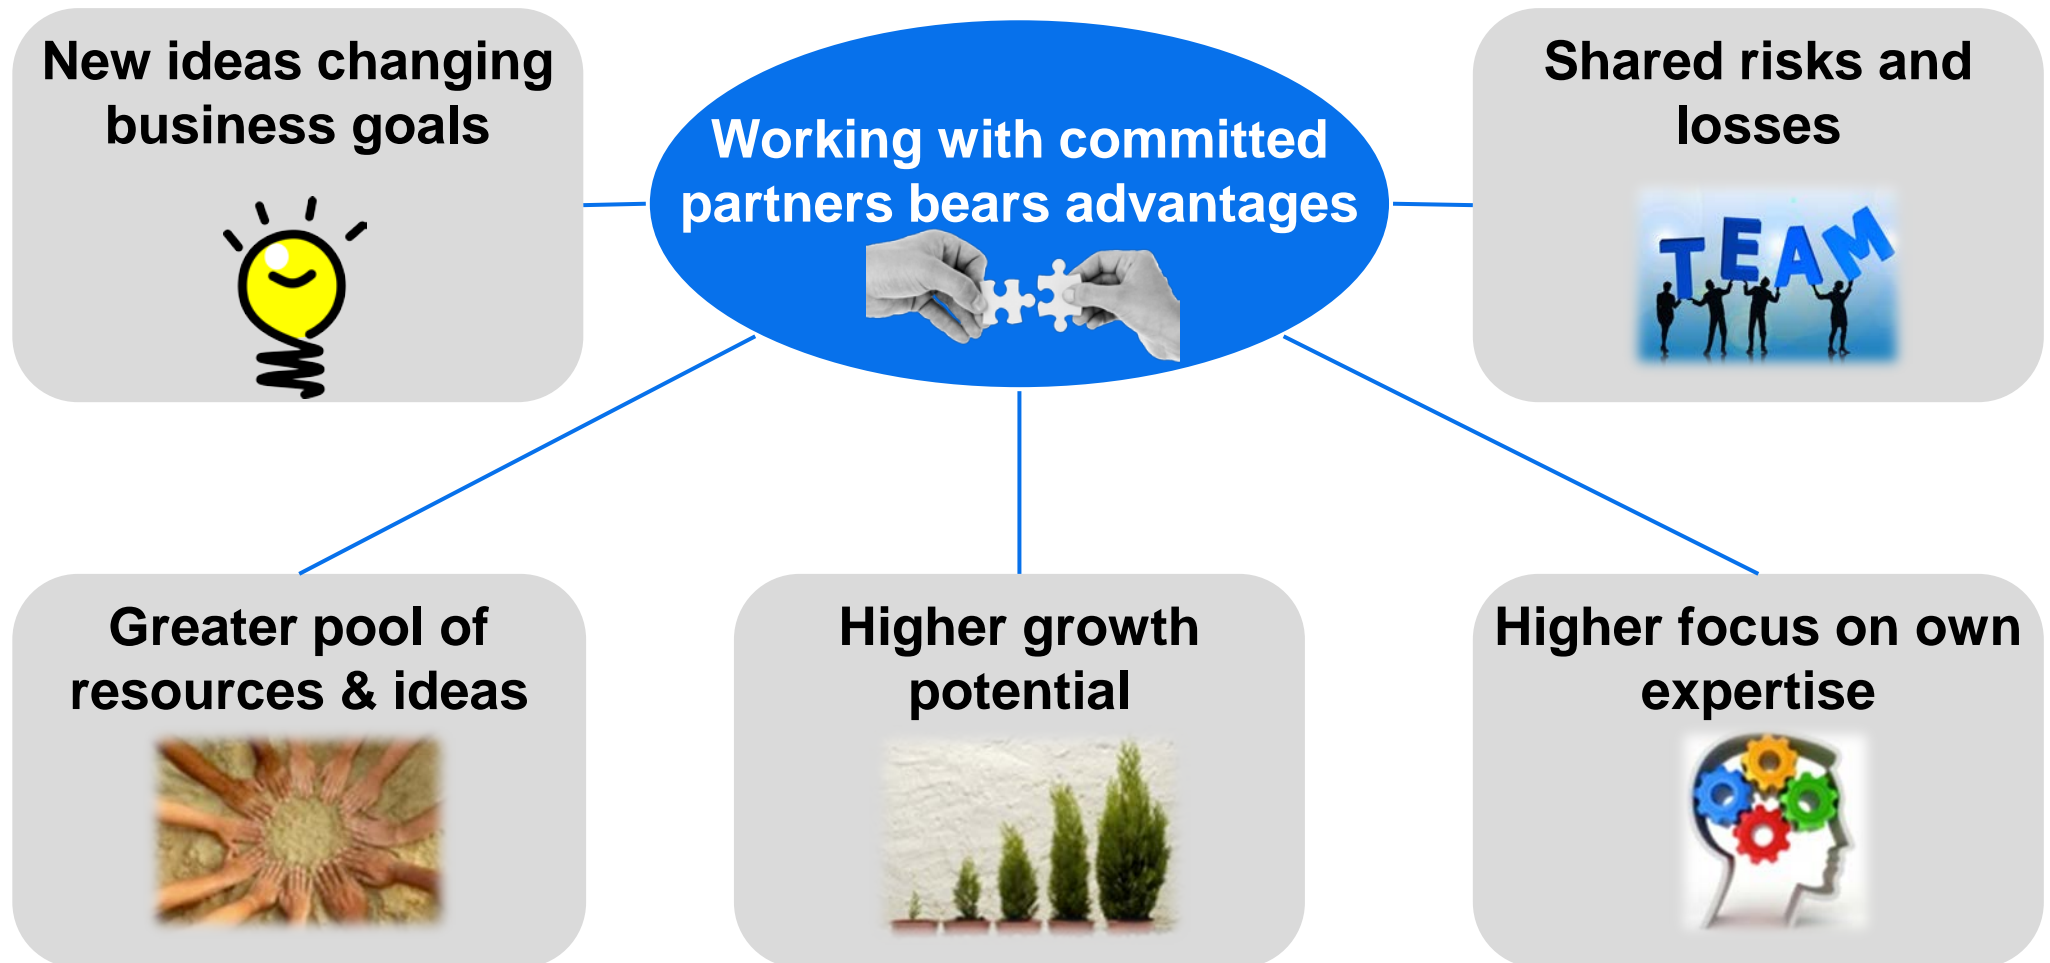 New ideas changing
business goals
Working with committed
partners bears advantages
Shared risks and
losses
TEAM
Greater pool of
resources & ideas
Higher growth
potential
Higher focus on own
expertise